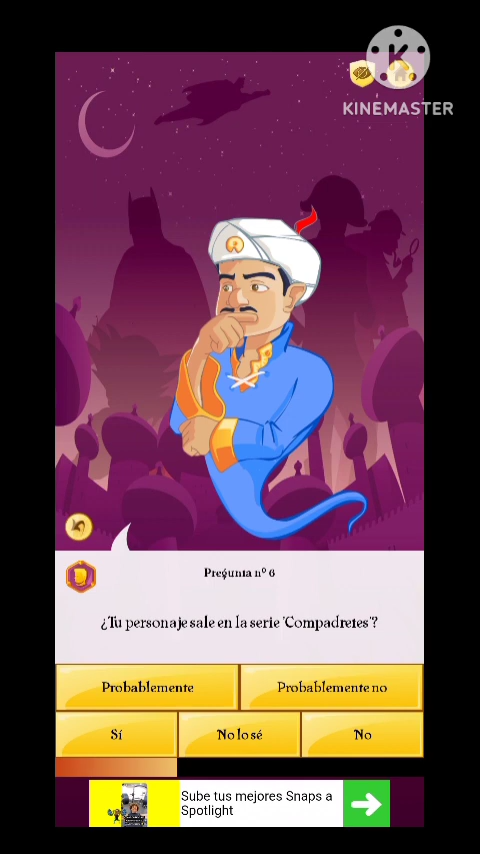 KINEMASTER
Pregunta nº 6
¿Tu personaje sale en la serie 'Compadretes'?
Probablemente
Probablemente no
Sí
No lo sé
No
Sube tus mejores Snaps a
Spotlight